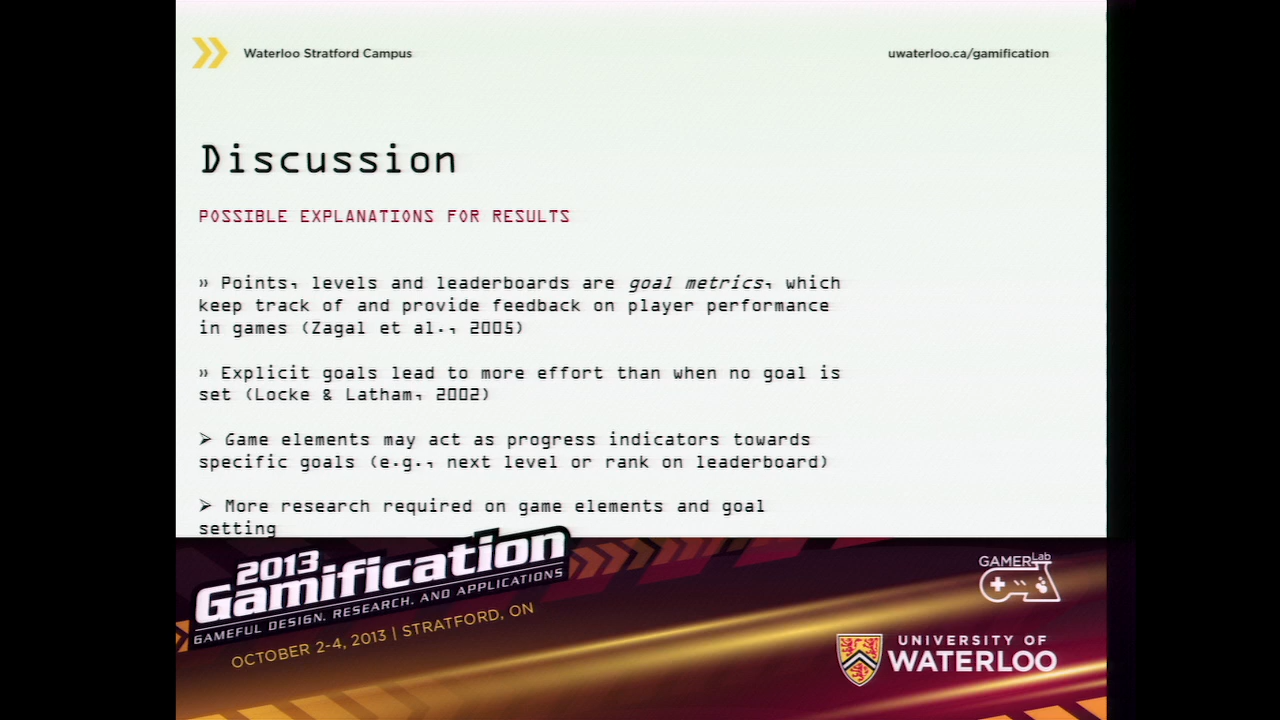 Waterloo Stratford Campus
uwaterloo.ca/gamification
Discussion
POSSIBLE EXPLANATIONS FOR RESULTS
» Points, levels and leaderboards are goal metrics, which
keep track of and provide feedback on player performance
in games (Zagal et al., 2005)
» Explicit goals lead to more effort than when no goal is
set (Locke & Latham, 2002)
➢ Game elements may act as progress indicators towards
specific goals (e.g., next level or rank on leaderboard)
➢ More research required on game elements and goal
setting
2013
Gamification
GAMEFUL DESIGN, RESEARCH, AND APPLICATIONS
OCTOBER 2-4, 2013 | STRATFORD, ON
GAMER Lab
UNIVERSITY OF
WATERLOO